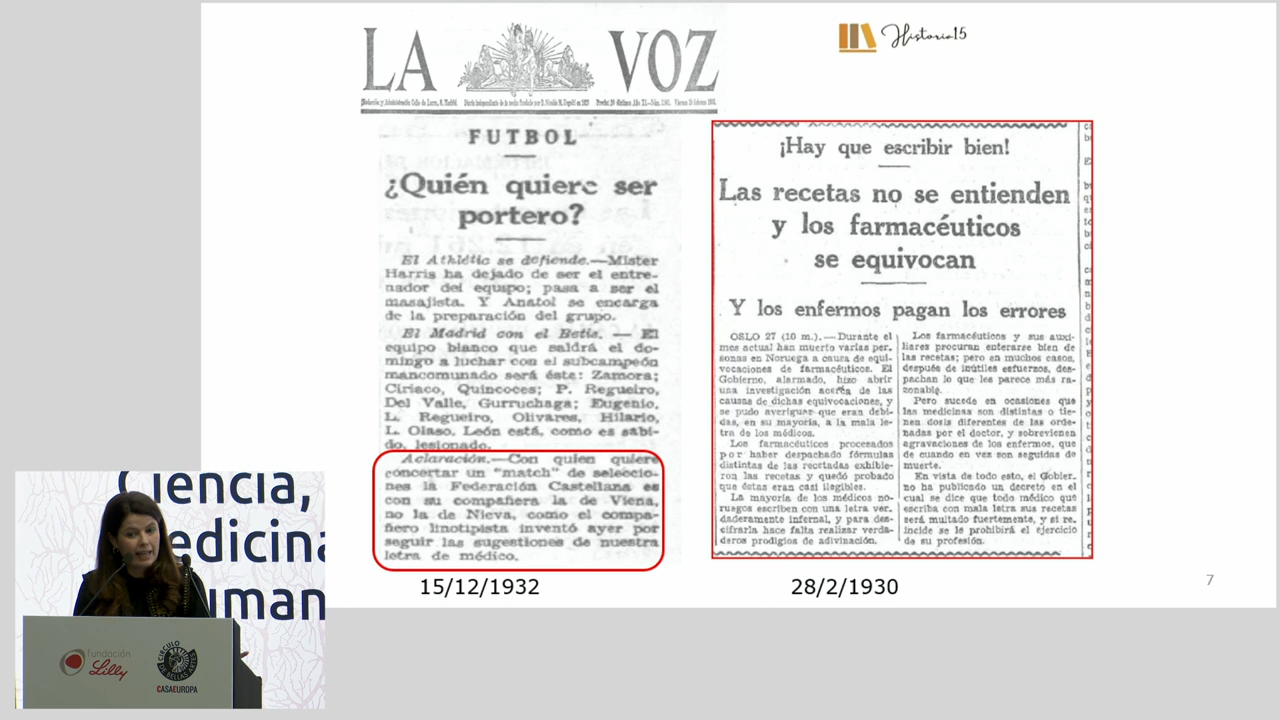 LA VOZ
Historia15
FUTBOL
¿Quién quiere ser
portero?
El Athlétic se defiende.—Mister
Harris ha dejado de ser el entre-
nador del equipo; pasa a ser el
masajista. Y Anatol se encarga
de la preparación del grupo.
El Madrid con el Betis. — El
equipo blanco que saldrá el do-
mingo a luchar con el subcampeón
mancomunado será éste: Zamora;
Ciriaco, Quincoces; P. Regueiro,
Del Valle, Gurruchaga; Eugenio,
L. Regueiro, Olivares, Hilario,
L. Olaso. León está, como es sabi-
do, lesionado.
Aclaración.—Con quien quiere
concertar un "match" de seleccio-
nes la Federación Castellana es
con su compañera la de Viena,
no la de Nieva, como el compa-
ñero linotipista inventó ayer por
seguir las sugestiones de nuestra
letra de médico.
15/12/1932
¡Hay que escribir bien!
Las recetas no se entienden
y los farmacéuticos
se equivocan
Y los enfermos pagan los errores
OSLO 27 (10 m.).—Durante el
mes actual han muerto varias per-
sonas en Noruega a causa de equi-
vocaciones de farmacéuticos. El
Gobierno, alarmado, hizo abrir
una investigación acerca de las
causas de dichas equivocaciones, y
se pudo averiguar que eran debi-
das, en su mayoría, a la mala le-
tra de los médicos.
Los farmacéuticos procesados
por haber despachado fórmulas
distintas de las recetadas exhibie-
ron las recetas y quedó probado
que éstas eran casi ilegibles.
La mayoría de los médicos no-
ruegos escriben con una letra ver-
daderamente infernal, y para des-
cifrarla hace falta realizar verda-
deros prodigios de adivinación.
Los farmacéuticos y sus auxi-
liares procuran enterarse bien de
las recetas; pero en muchos casos,
después de inútiles esfuerzos, des-
pachan lo que les parece más ra-
zonable.
Pero sucede en ocasiones que
las medicinas son distintas o tie-
nen dosis diferentes de las orde-
nadas por el doctor, y sobrevienen
agravaciones de los enfermos, que
de cuando en vez son seguidas de
muerte.
En vista de todo esto, el Gobier-
no ha publicado un decreto en el
cual se dice que todo médico que
escriba con mala letra sus recetas
será multado fuertemente, y si re-
incide se le prohibirá el ejercicio
de su profesión.
28/2/1930
7
Ciencia,
edicina
uman
fundación
Lilly
CÍRCULO
DE BELLAS ARTES
CASAEUROPA